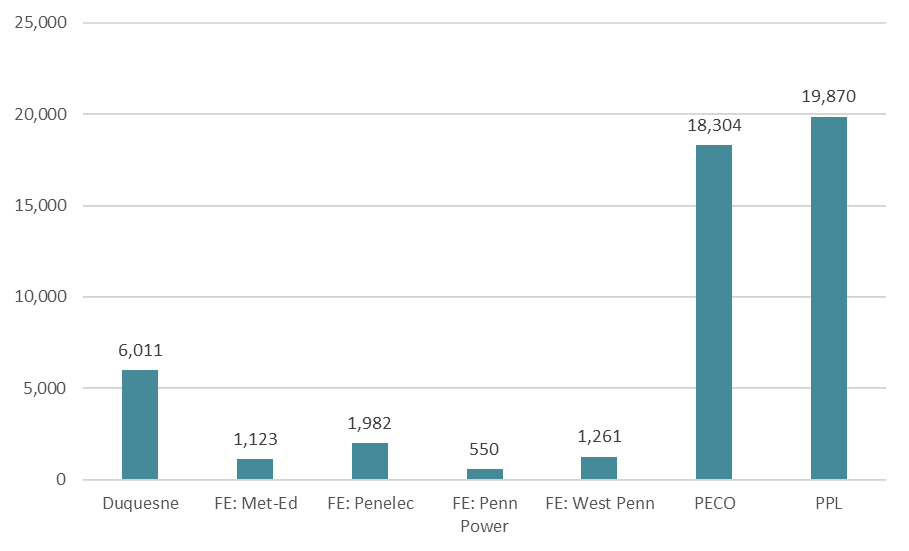 25,000
20,000
15,000
10,000
5,000
0
6,011
1,123
1,982
550
1,261
18,304
19,870
Duquesne
FE: Met-Ed
FE: Penelec
FE: Penn
Power
FE: West Penn
PECO
PPL